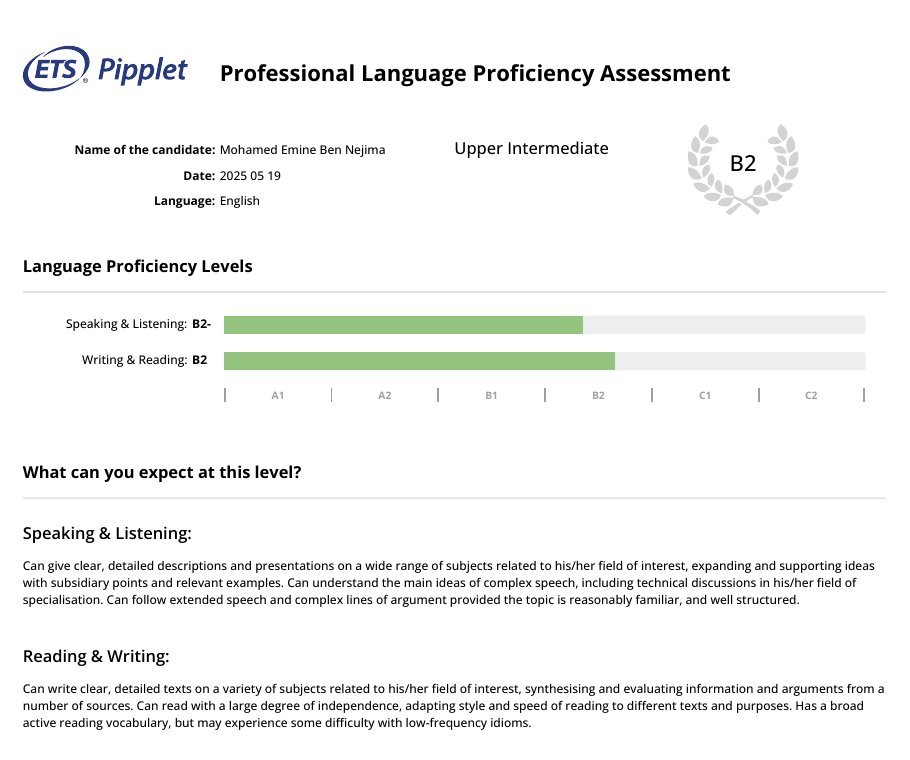 ETS® Pipplet
Professional Language Proficiency Assessment
Name of the candidate: Mohamed Emine Ben Nejima
Date: 2025 05 19
Language: English
Upper Intermediate
B2
Language Proficiency Levels
Speaking & Listening: B2-
Writing & Reading: B2
A1 A2 B1 B2 C1 C2
What can you expect at this level?
Speaking & Listening:
Can give clear, detailed descriptions and presentations on a wide range of subjects related to his/her field of interest, expanding and supporting ideas
with subsidiary points and relevant examples. Can understand the main ideas of complex speech, including technical discussions in his/her field of
specialisation. Can follow extended speech and complex lines of argument provided the topic is reasonably familiar, and well structured.
Reading & Writing:
Can write clear, detailed texts on a variety of subjects related to his/her field of interest, synthesising and evaluating information and arguments from a
number of sources. Can read with a large degree of independence, adapting style and speed of reading to different texts and purposes. Has a broad
active reading vocabulary, but may experience some difficulty with low-frequency idioms.